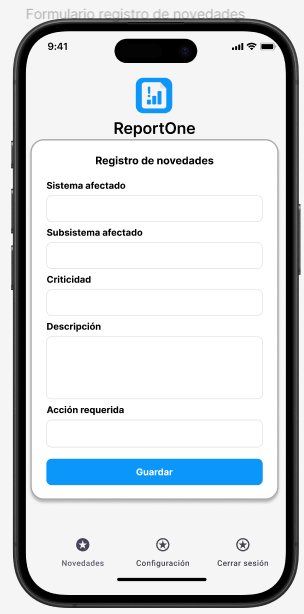 Formulario registro de novedades
9:41
ReportOne
Registro de novedades
Sistema afectado
Subsistema afectado
Criticidad
Descripción
Acción requerida
Guardar
Novedades
Configuración
Cerrar sesión